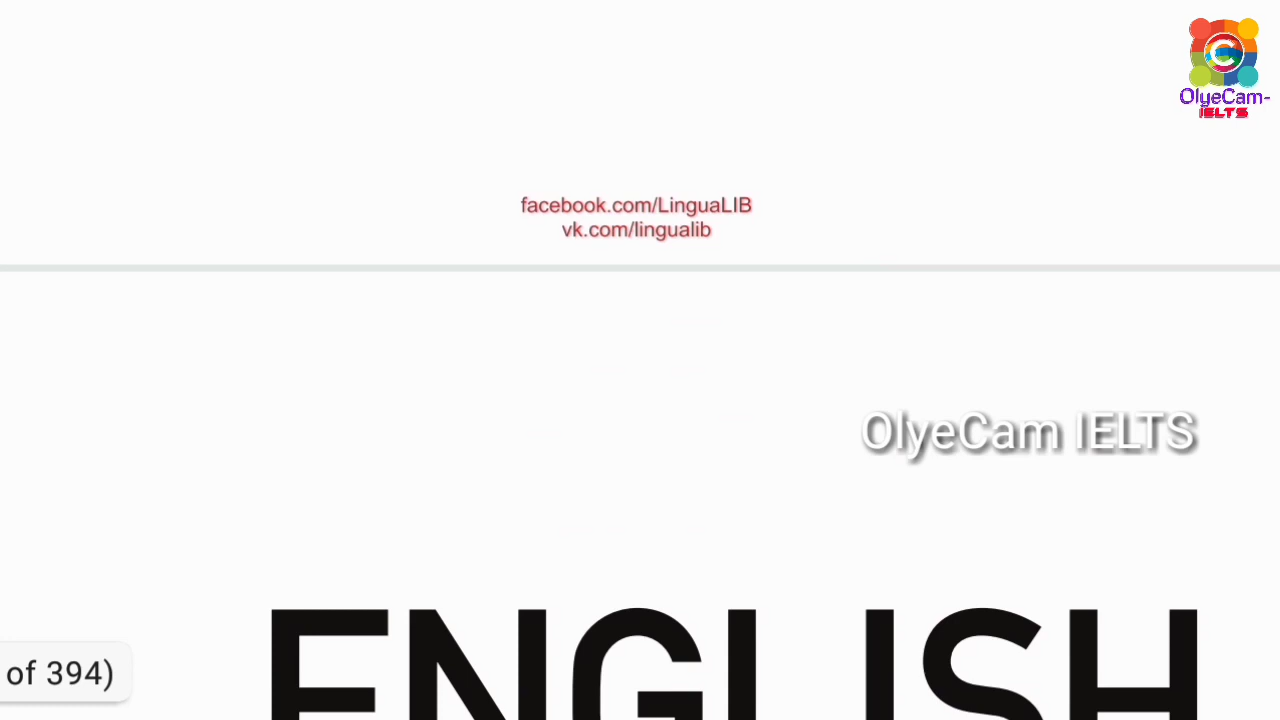 OlyeCam-
IELTS
facebook.com/LinguaLIB
vk.com/lingualib
OlyeCam IELTS
ENGLISH
of 394)